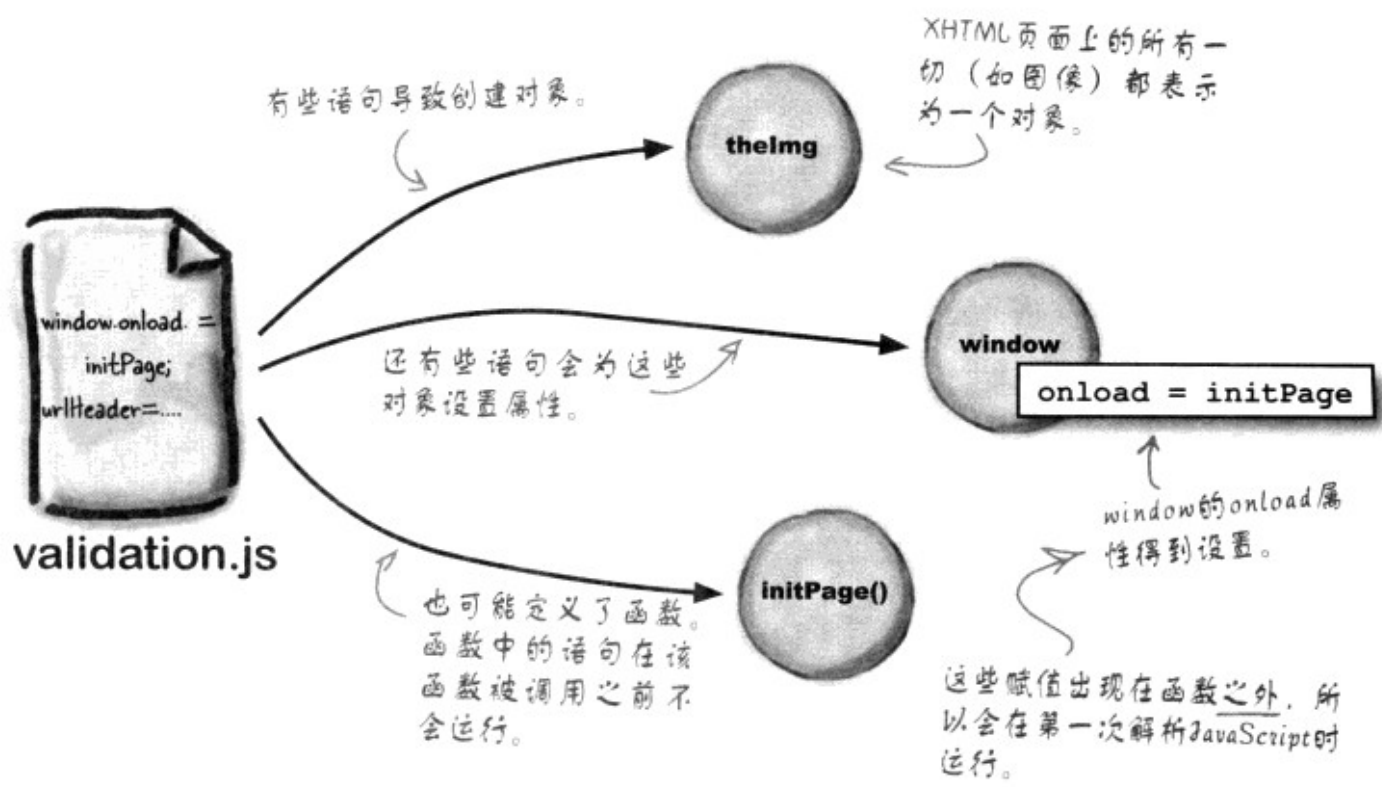 有些语句导致创建对象。
theImg
XHTML页面上的所有一
切（如图像）都表示
为一个对象。
window.onload. =
initPage;
urlHeader=....
validation.js
还有些语句会为这些
对象设置属性。
window
onload = initPage
window的onload属
性得到设置。
initPage()
也可能定义了函数。
函数中的语句在该
函数被调用之前不
会运行。
这些赋值出现在函数之外，所
以会在第一次解析JavaScript时
运行。